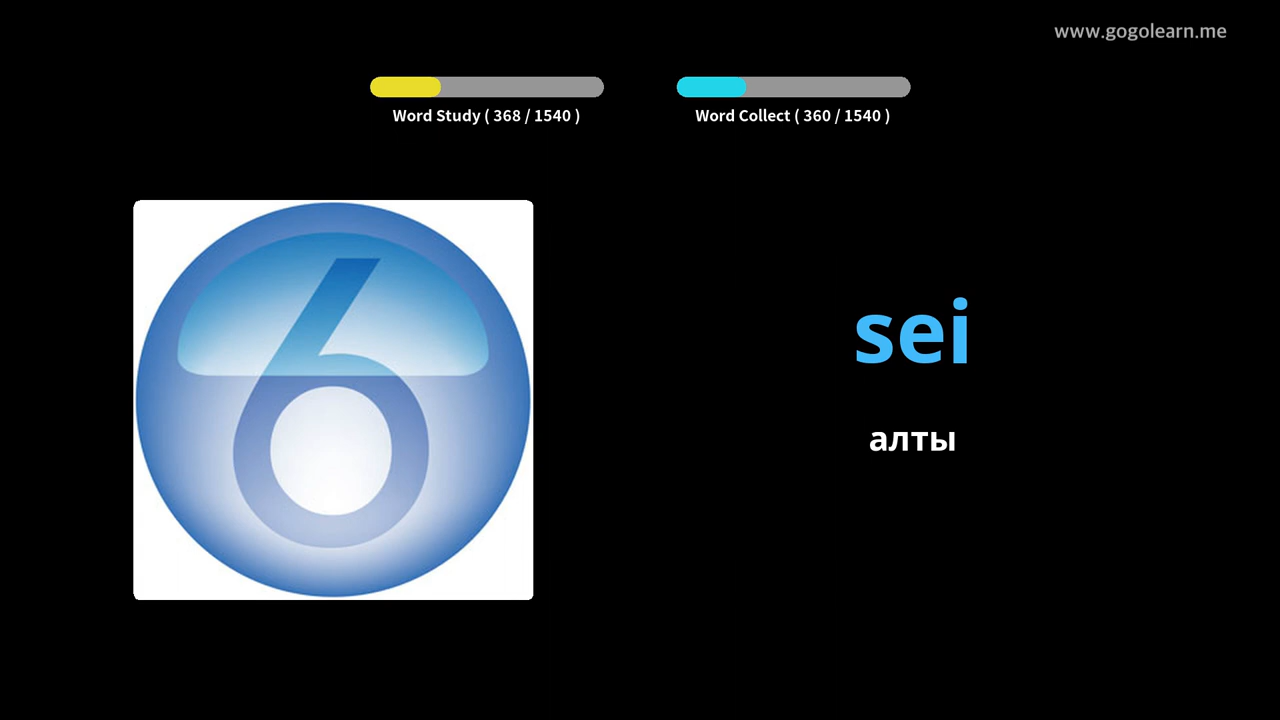 www.gogolearn.me
Word Study ( 368 / 1540 )
Word Collect ( 360 / 1540 )
6
sei
алты